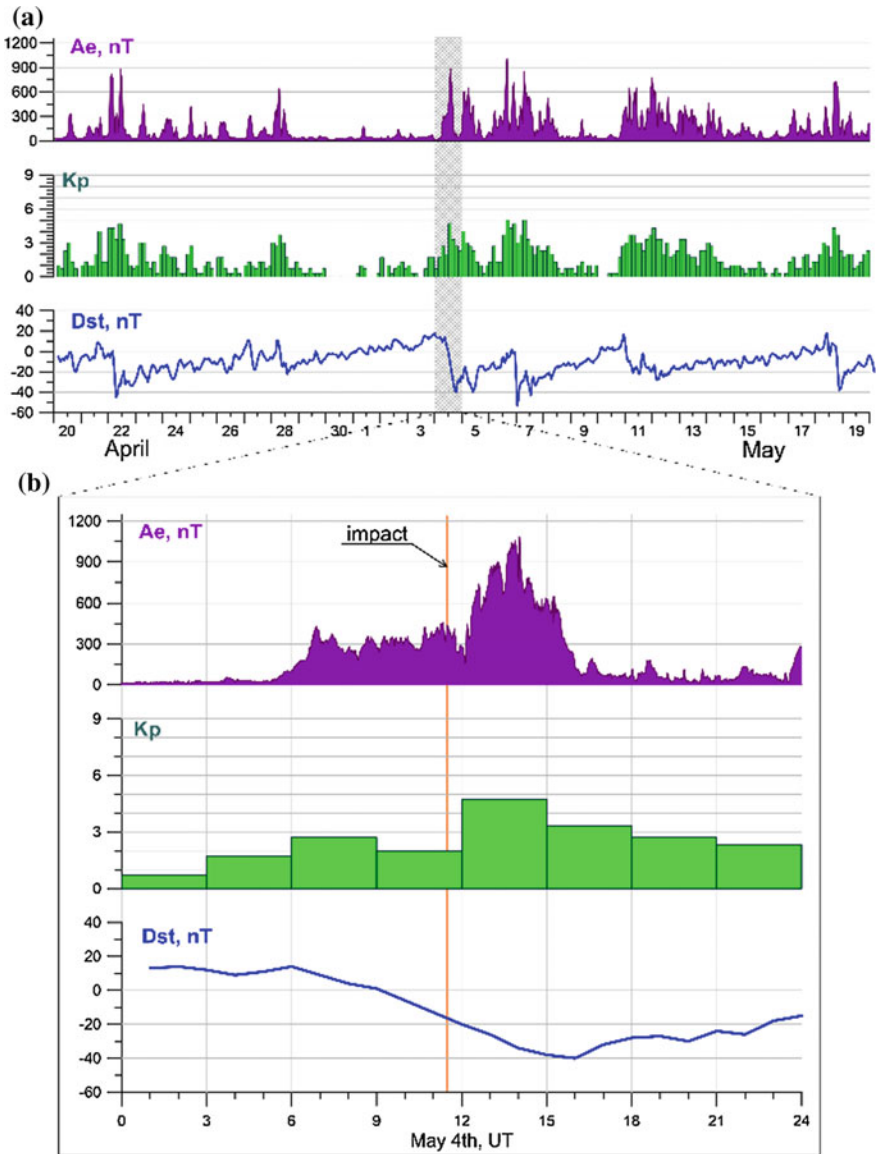 (a)
Ae, nT
1200
900
600
300
0
Kp
9
6
3
0
Dst, nT
40
20
0
-20
-40
-60
20 22 24 26 28 30 1 3 5 7 9 11 13 15 17 19
April May
(b)
Ae, nT
1200
900
600
300
0
impact
Kp
9
6
3
0
Dst, nT
40
20
0
-20
-40
-60
0 3 6 9 12 15 18 21 24
May 4th, UT